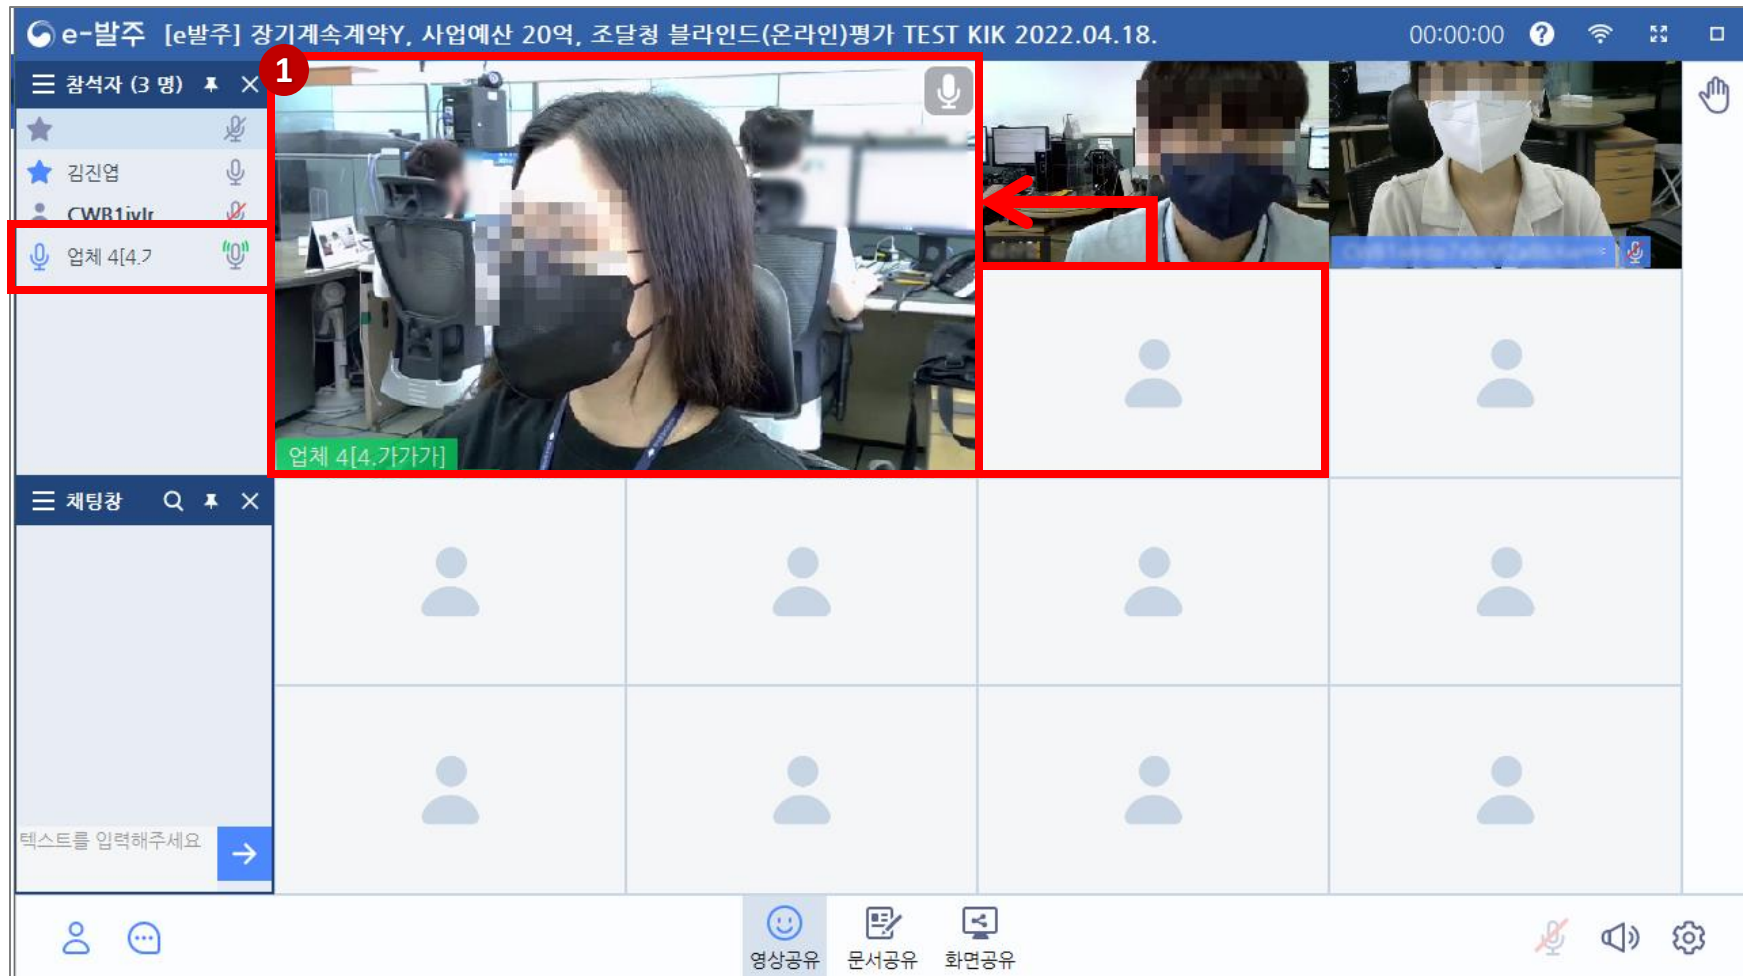 e-발주 [e발주] 장기계속계약Y, 사업예산 20억, 조달청 블라인드(온라인)평가 TEST KIK 2022.04.18. 00:00:00
참석자 (3 명)
1
김진엽
CWB1ivIr
업체 4[4.가
업체 4[4.가가가]
채팅창
텍스트를 입력해주세요
영상공유
문서공유
화면공유